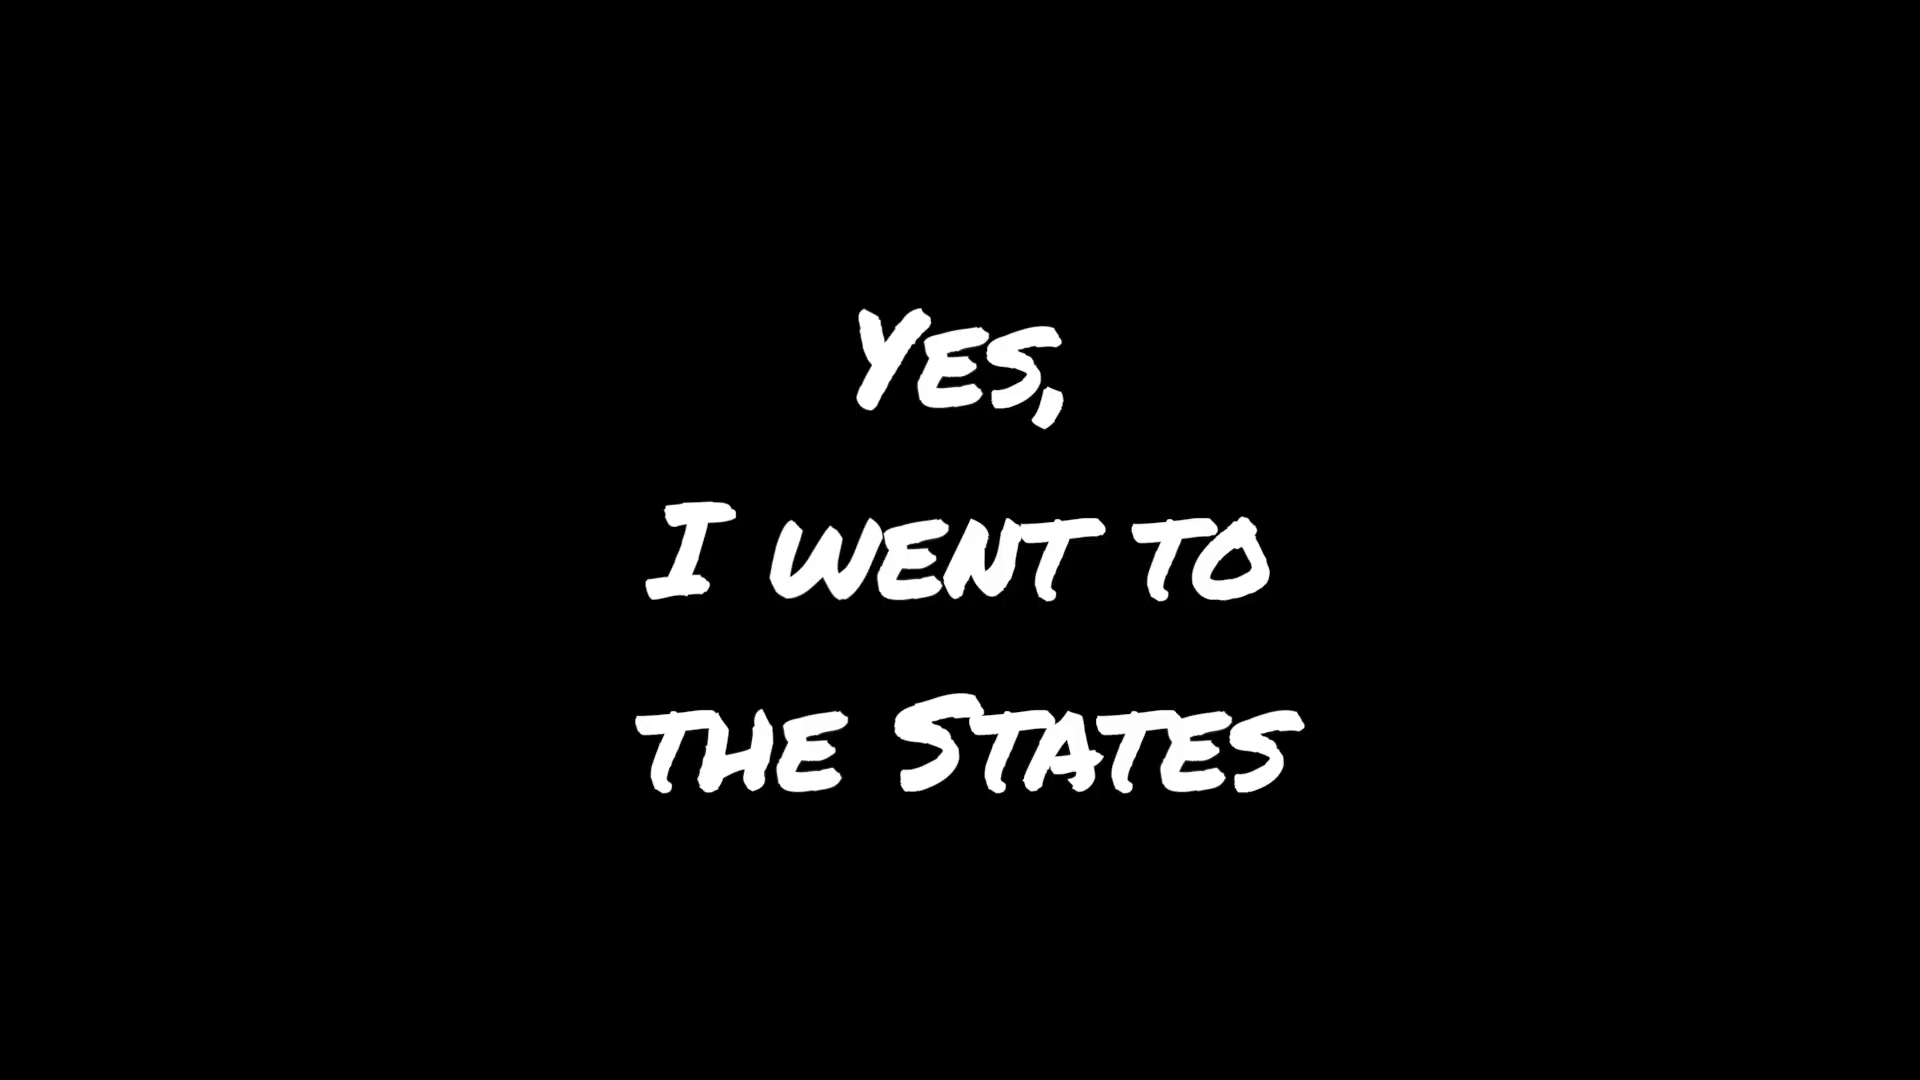 Yes,
I went to
the States